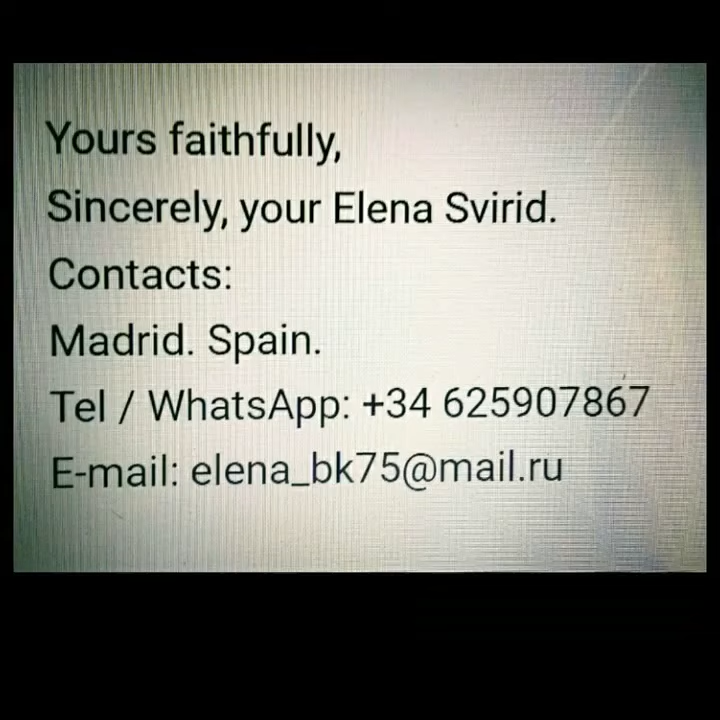 Yours faithfully,
Sincerely, your Elena Svirid.
Contacts:
Madrid. Spain.
Tel / WhatsApp: +34 625907867
E-mail: elena_bk75@mail.ru